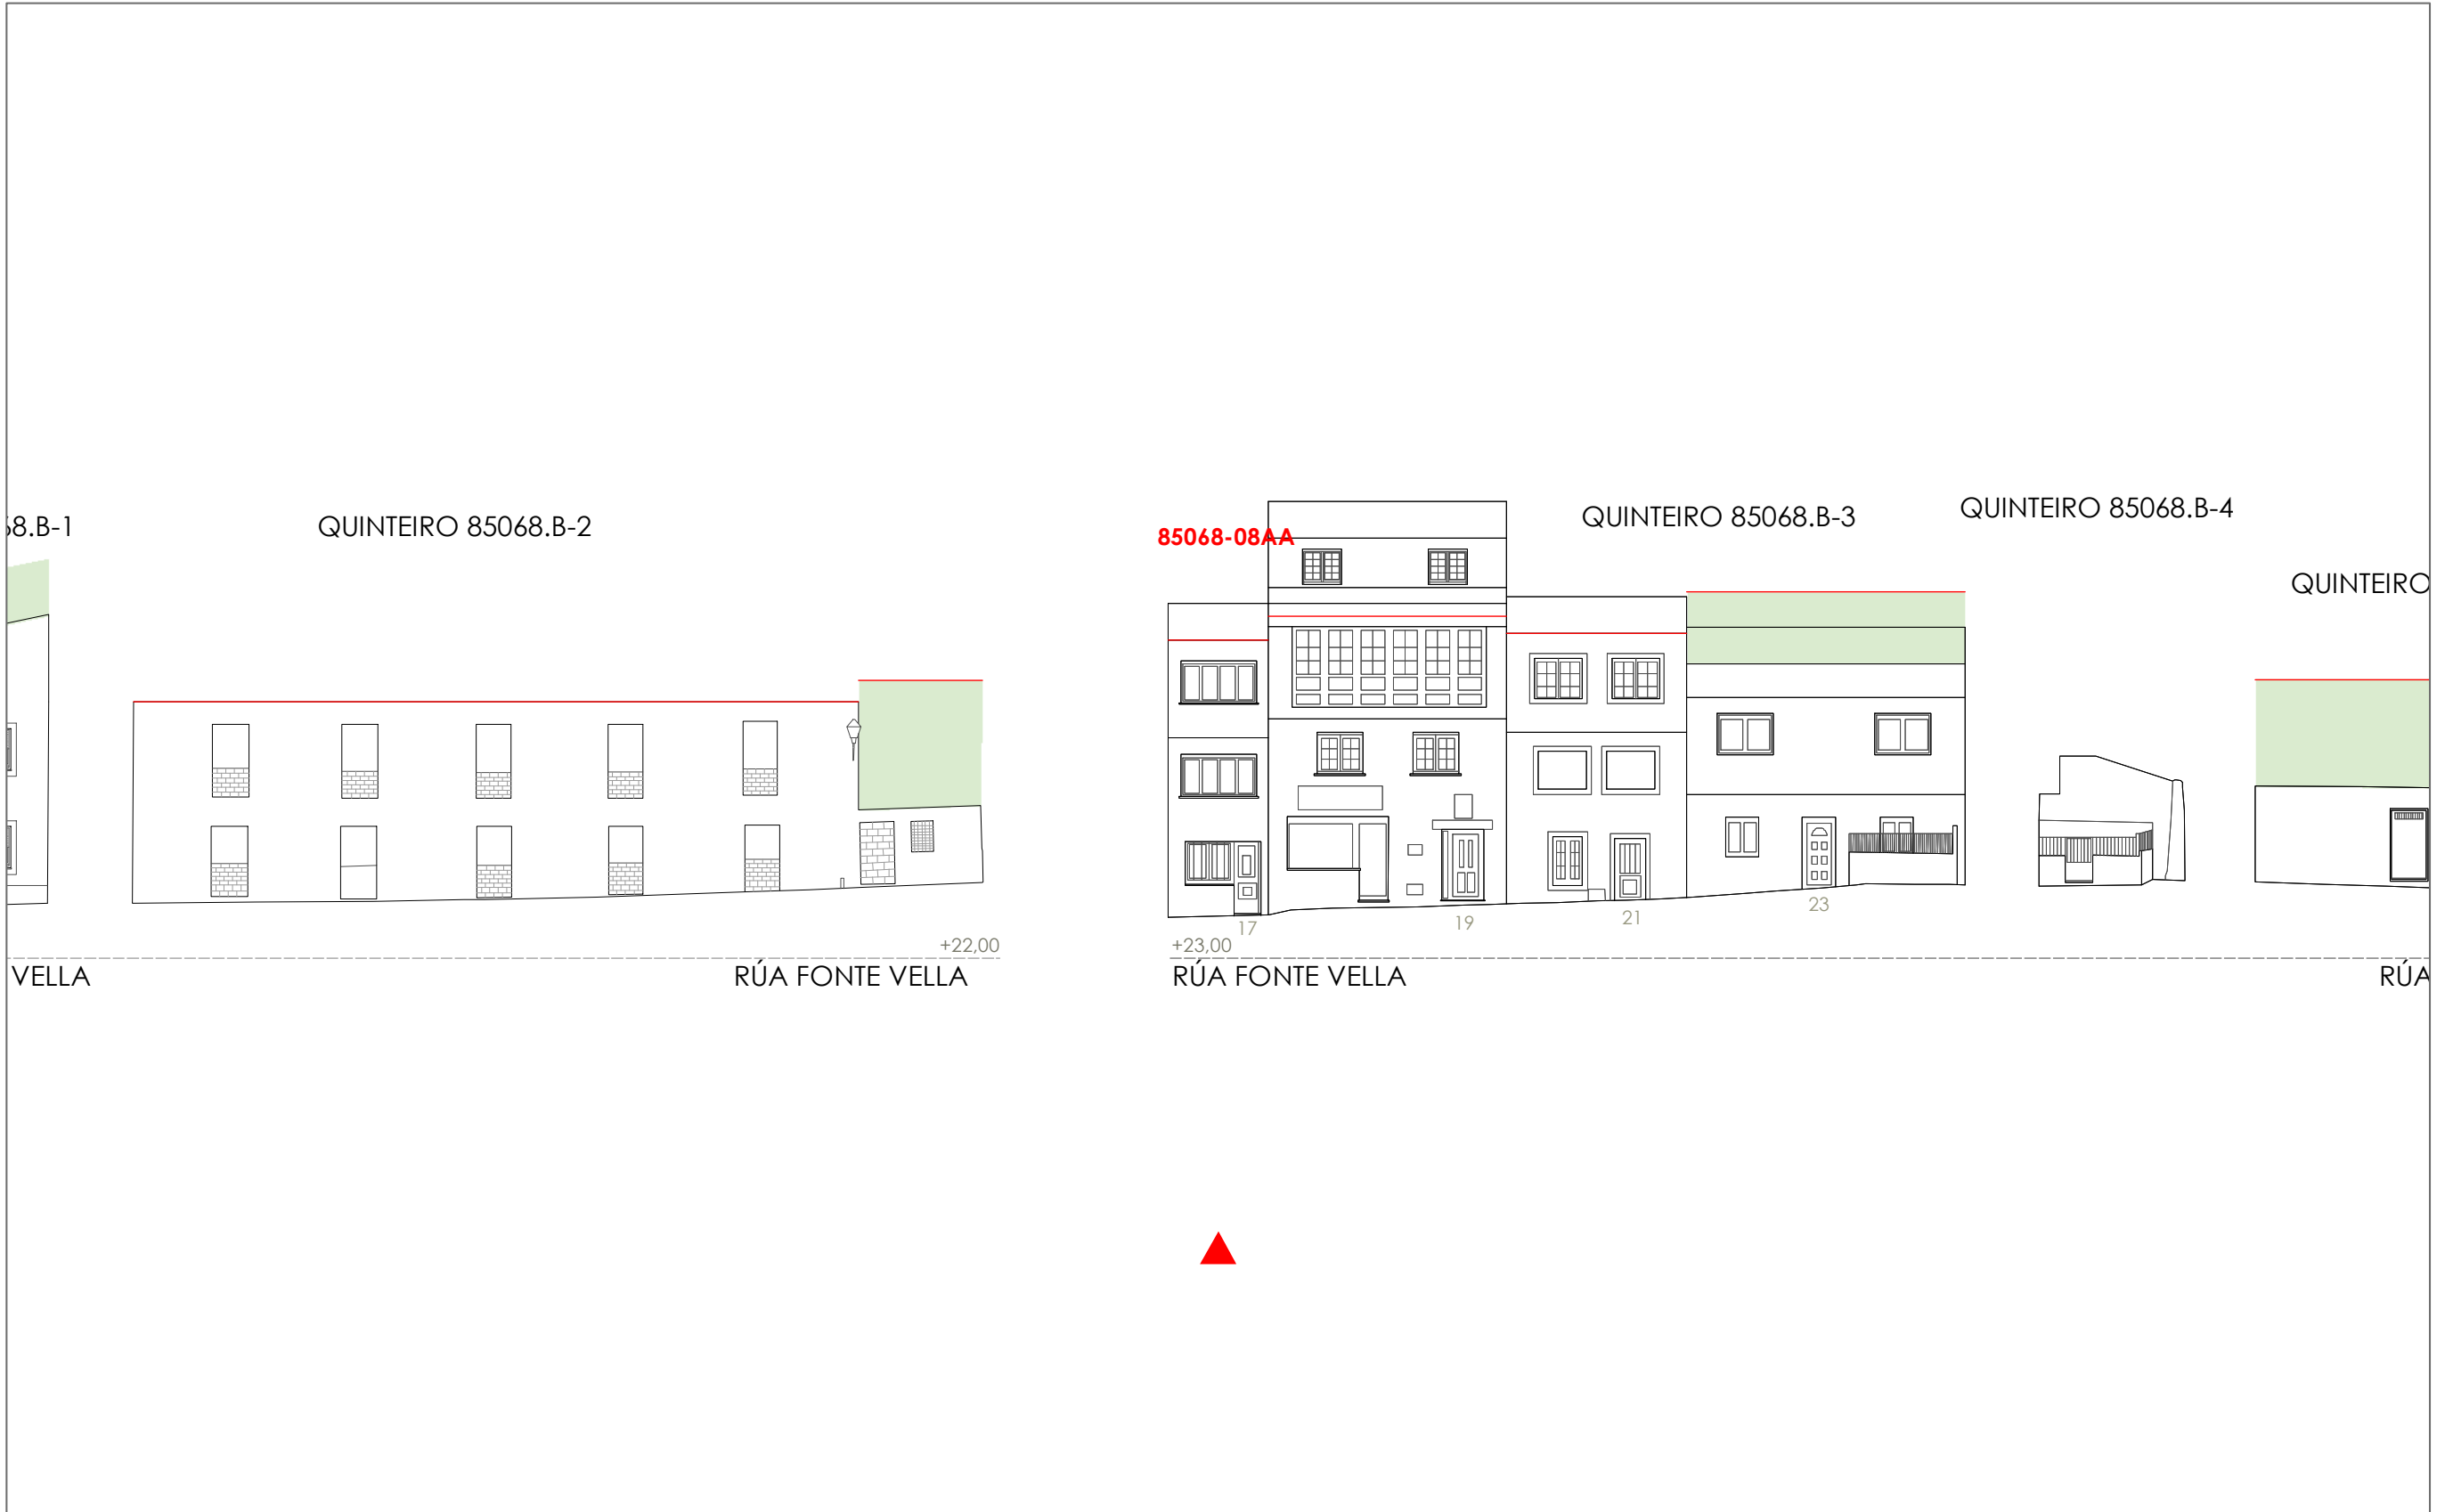 QUINTEIRO 85068.B-4
QUINTEIRO 85068.B-3
8.B-1
QUINTEIRO 85068.B-2
85068-08AA
QUINTEIRO
23
21
19
17
+22,00
+23,00
VELLA
RÚA FONTE VELLA
RÚA FONTE VELLA
RÚA